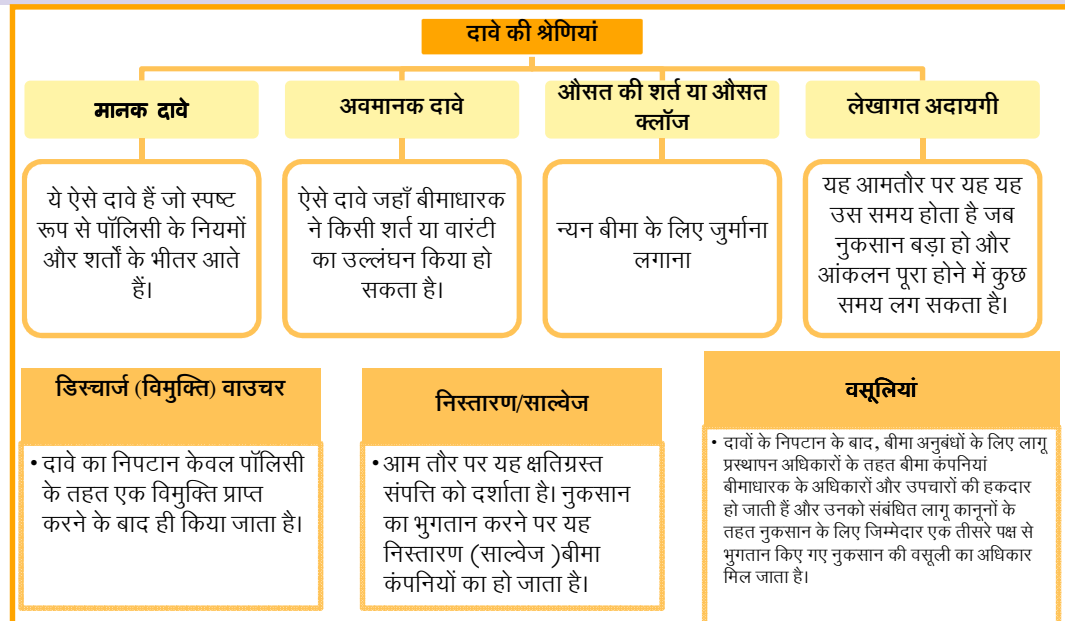 दावे की श्रेणियां
मानक दावे
ये ऐसे दावे हैं जो स्पष्ट
रूप से पॉलिसी के नियमों
और शर्तों के भीतर आते
हैं।
अवमानक दावे
ऐसे दावे जहाँ बीमाधारक
ने किसी शर्त या वारंटी
का उल्लंघन किया हो
सकता है।
औसत की शर्त या औसत
क्लॉज
न्यन बीमा के लिए जुर्माना
लगाना
लेखागत अदायगी
यह आमतौर पर यह यह
उस समय होता है जब
नुकसान बड़ा हो और
आंकलन पूरा होने में कुछ
समय लग सकता है।
डिस्चार्ज (विमुक्ति) वाउचर
• दावे का निपटान केवल पॉलिसी
के तहत एक विमुक्ति प्राप्त
करने के बाद ही किया जाता है।
निस्तारण/साल्वेज
• आम तौर पर यह क्षतिग्रस्त
संपत्ति को दर्शाता है। नुकसान
का भुगतान करने पर यह
निस्तारण (साल्वेज )बीमा
कंपनियों का हो जाता है।
वसूलियां
• दावों के निपटान के बाद, बीमा अनुबंधों के लिए लागू
प्रस्थापन अधिकारों के तहत बीमा कंपनियां
बीमाधारक के अधिकारों और उपचारों की हकदार
हो जाती हैं और उनको संबंधित लागू कानूनों के
तहत नुकसान के लिए जिम्मेदार एक तीसरे पक्ष से
भुगतान किए गए नुकसान की वसूली का अधिकार
मिल जाता है।